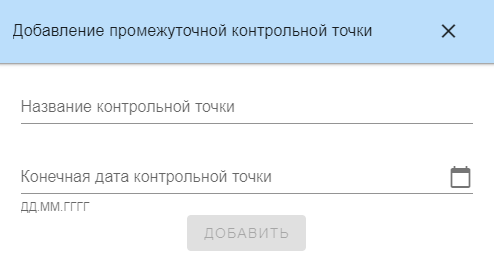 Добавление промежуточной контрольной точки
Название контрольной точки
Конечная дата контрольной точки
ДД.ММ.ГГГГ
ДОБАВИТЬ